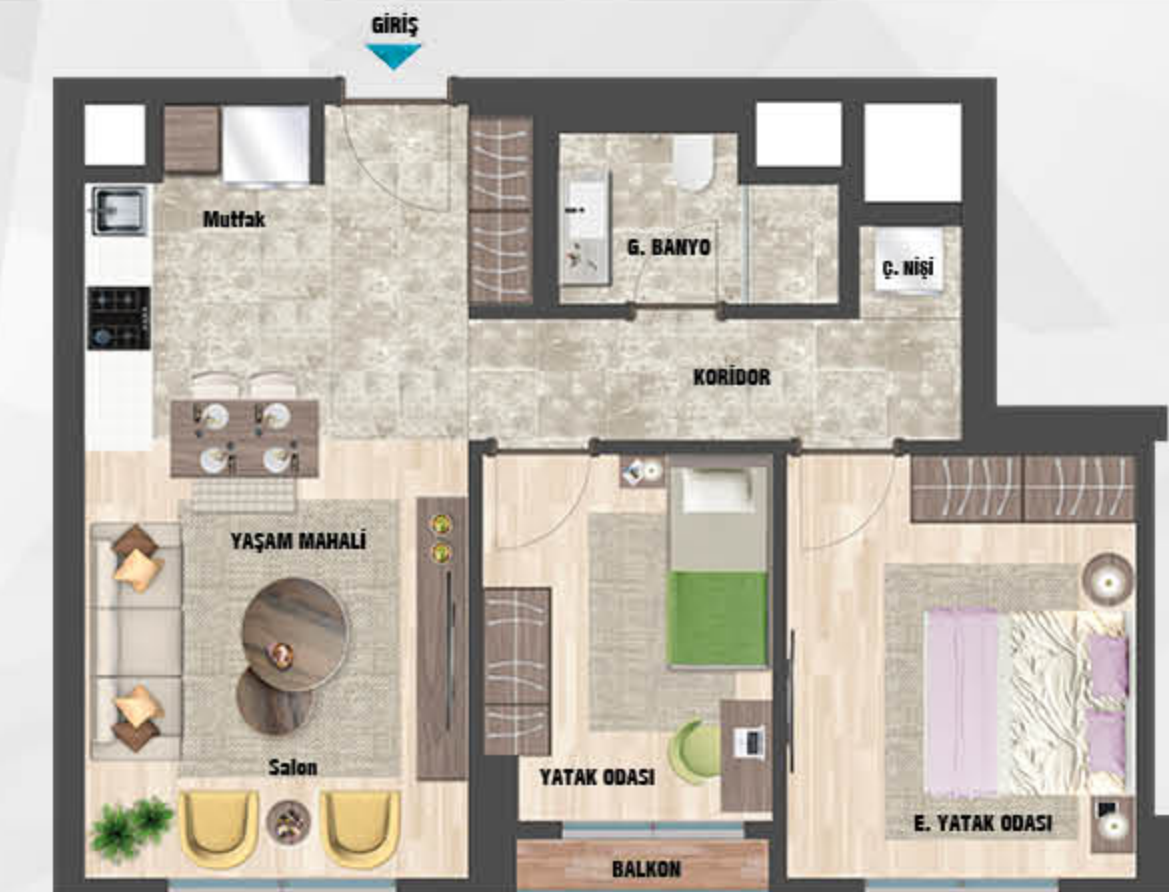 GİRİŞ
Mutfak
G. BANYO
Ç. NİŞİ
KORİDOR
YAŞAM MAHALİ
Salon
YATAK ODASI
E. YATAK ODASI
BALKON